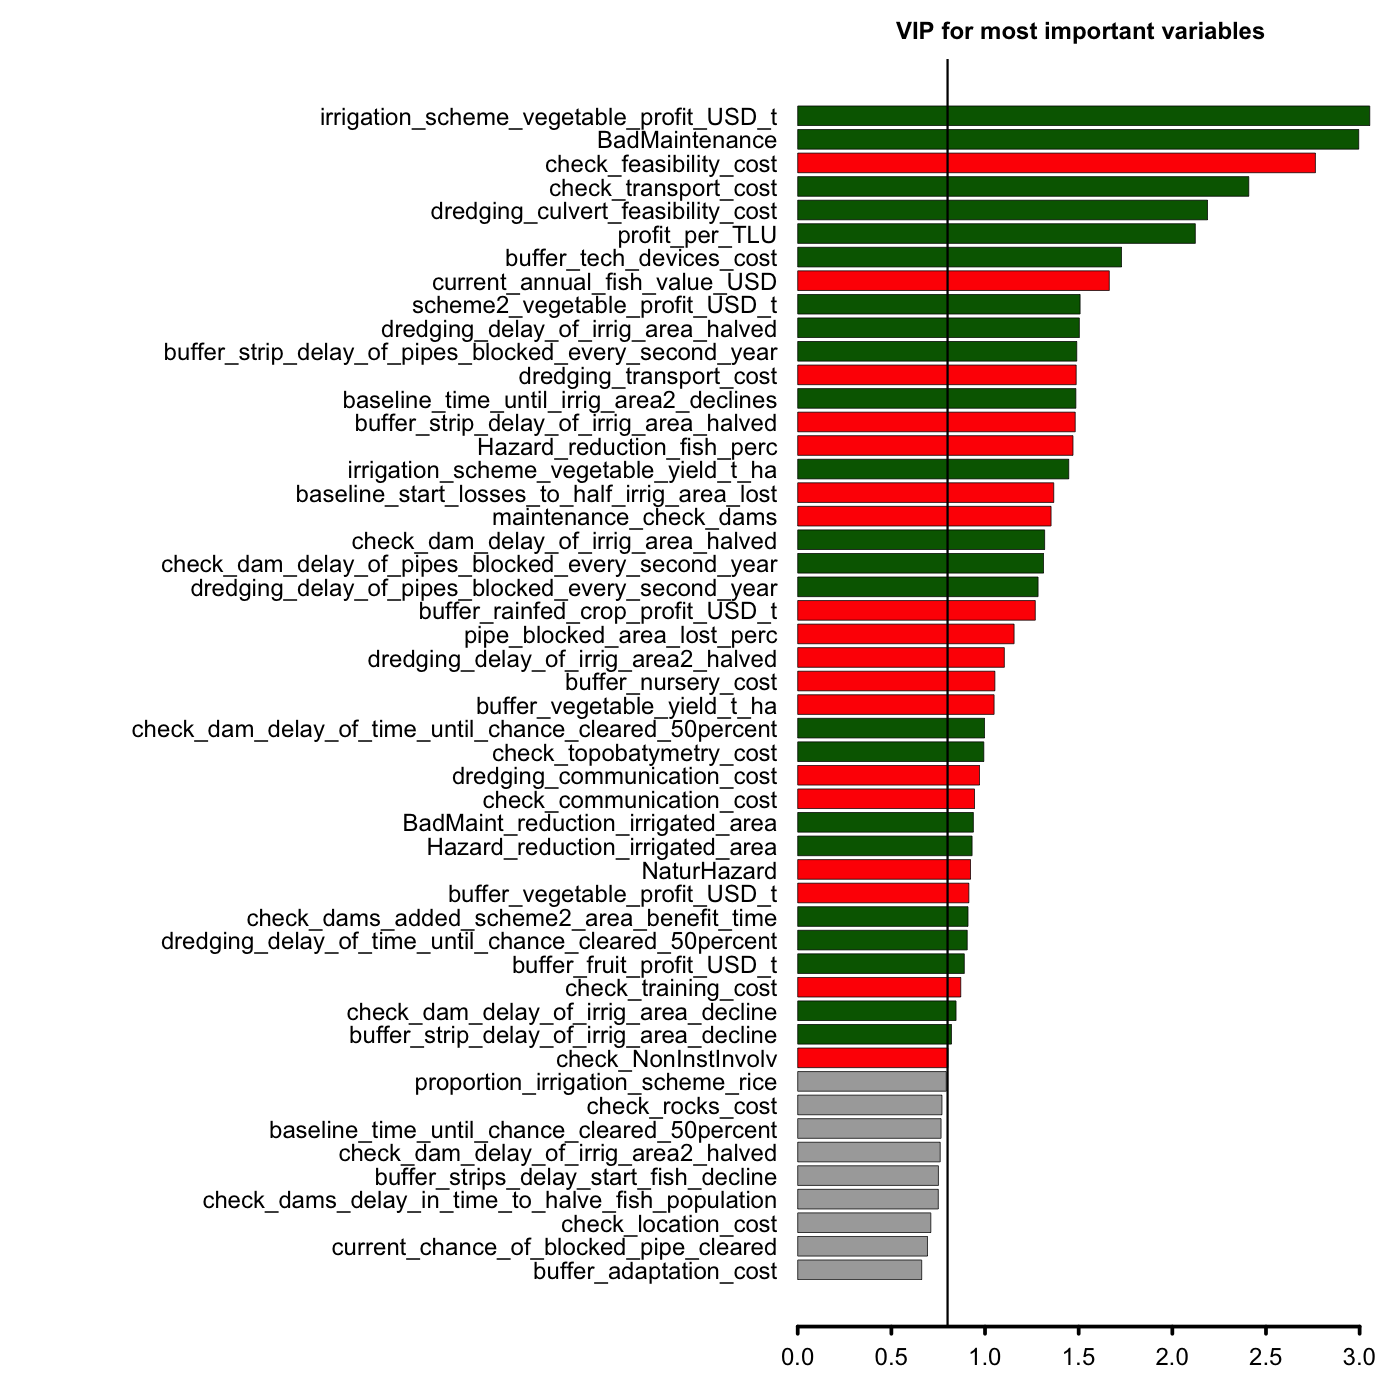 VIP for most important variables
irrigation_scheme_vegetable_profit_USD_t
BadMaintenance
check_feasibility_cost
check_transport_cost
dredging_culvert_feasibility_cost
profit_per_TLU
buffer_tech_devices_cost
current_annual_fish_value_USD
scheme2_vegetable_profit_USD_t
dredging_delay_of_irrig_area_halved
buffer_strip_delay_of_pipes_blocked_every_second_year
dredging_transport_cost
baseline_time_until_irrig_area2_declines
buffer_strip_delay_of_irrig_area_halved
Hazard_reduction_fish_perc
irrigation_scheme_vegetable_yield_t_ha
baseline_start_losses_to_half_irrig_area_lost
maintenance_check_dams
check_dam_delay_of_irrig_area_halved
check_dam_delay_of_pipes_blocked_every_second_year
dredging_delay_of_pipes_blocked_every_second_year
buffer_rainfed_crop_profit_USD_t
pipe_blocked_area_lost_perc
dredging_delay_of_irrig_area2_halved
buffer_nursery_cost
buffer_vegetable_yield_t_ha
check_dam_delay_of_time_until_chance_cleared_50percent
check_topobatymetry_cost
dredging_communication_cost
check_communication_cost
BadMaint_reduction_irrigated_area
Hazard_reduction_irrigated_area
NaturHazard
buffer_vegetable_profit_USD_t
check_dams_added_scheme2_area_benefit_time
dredging_delay_of_time_until_chance_cleared_50percent
buffer_fruit_profit_USD_t
check_training_cost
check_dam_delay_of_irrig_area_decline
buffer_strip_delay_of_irrig_area_decline
check_NonInstInvolv
proportion_irrigation_scheme_rice
check_rocks_cost
baseline_time_until_chance_cleared_50percent
check_dam_delay_of_irrig_area2_halved
buffer_strips_delay_start_fish_decline
check_dams_delay_in_time_to_halve_fish_population
check_location_cost
current_chance_of_blocked_pipe_cleared
buffer_adaptation_cost
0.0 0.5 1.0 1.5 2.0 2.5 3.0